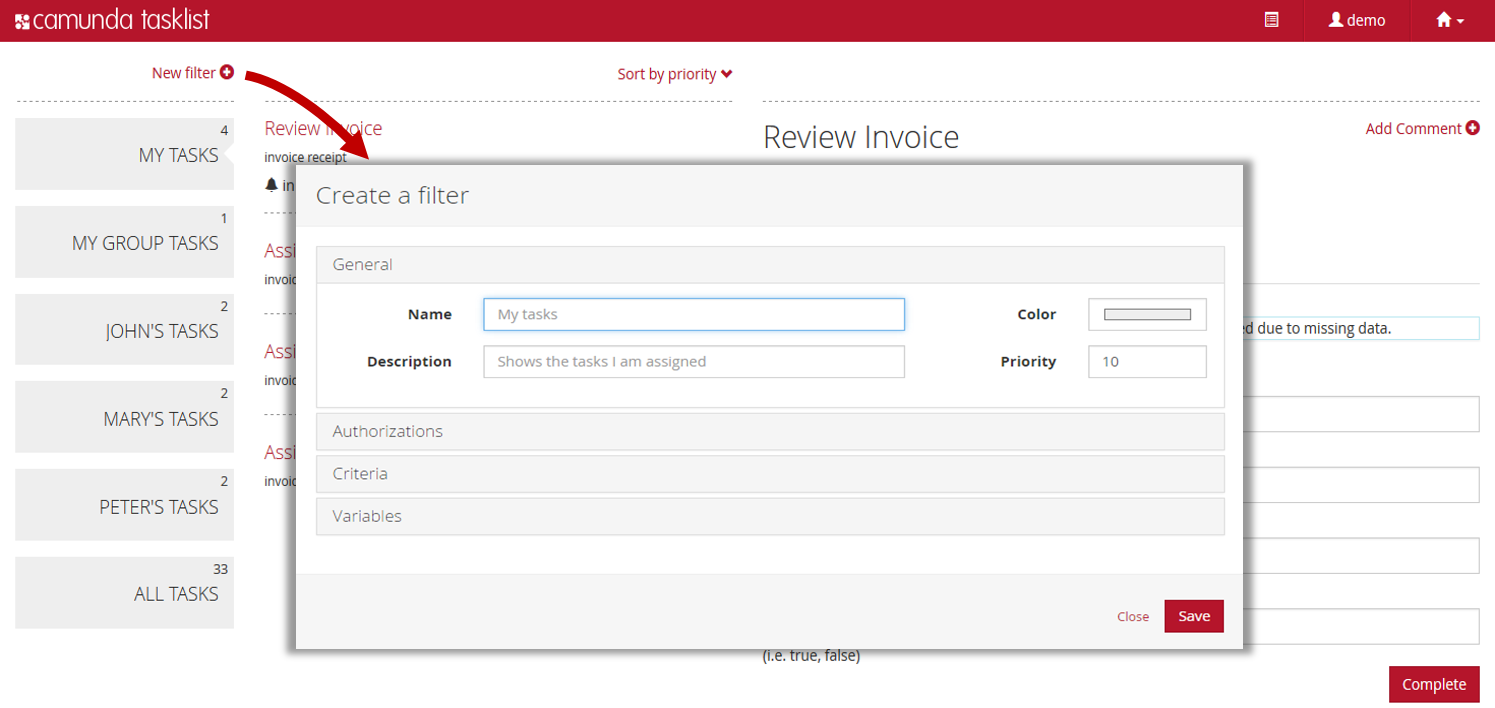 camunda tasklist
demo
New filter
Sort by priority
4
MY TASKS
1
MY GROUP TASKS
2
JOHN'S TASKS
2
MARY'S TASKS
2
PETER'S TASKS
33
ALL TASKS
Review Invoice
invoice receipt
in
Assi
invoic
Assi
invoic
Assi
invoic
Review Invoice
Add Comment
ed due to missing data.
(i.e. true, false)
Complete
Create a filter
General
Name
My tasks
Color
Description
Shows the tasks I am assigned
Priority
10
Authorizations
Criteria
Variables
Close
Save